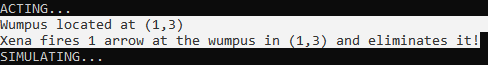 ACTING...
Wumpus located at (1,3)
Xena fires 1 arrow at the wumpus in (1,3) and eliminates it!
SIMULATING...